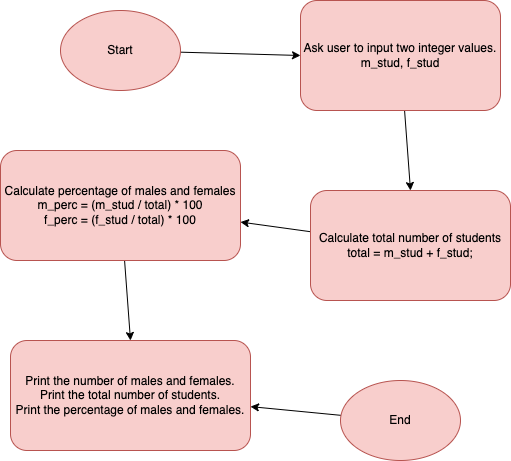 Start
Ask user to input two integer values.
m_stud, f_stud
Calculate total number of students
total = m_stud + f_stud;
Calculate percentage of males and females
m_perc = (m_stud / total) * 100
f_perc = (f_stud / total) * 100
Print the number of males and females.
Print the total number of students.
Print the percentage of males and females.
End